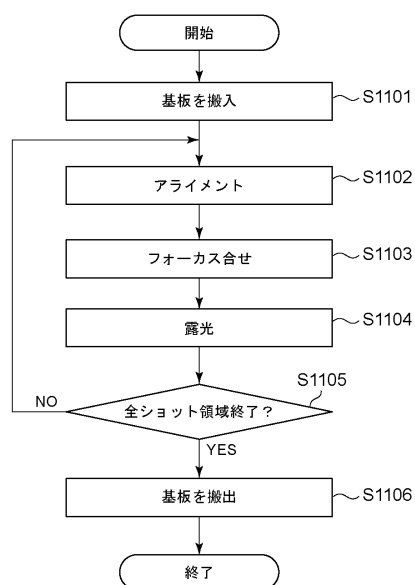 開始
基板を搬入
S1101
アライメント
S1102
フォーカス合せ
S1103
露光
S1104
S1105
全ショット領域終了？
NO
YES
基板を搬出
S1106
終了